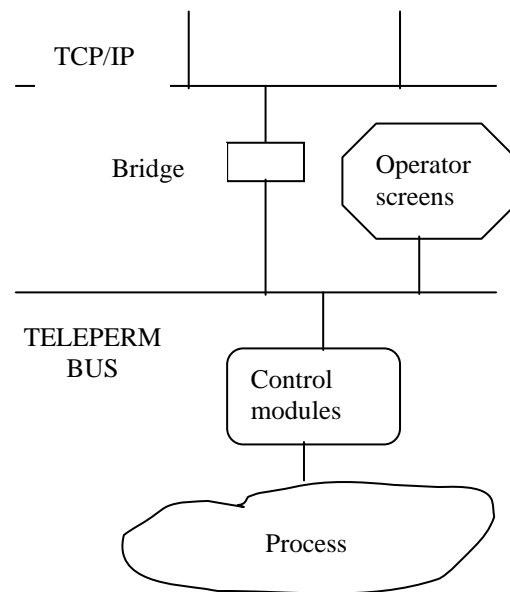 TCP/IP
Bridge
Operator
screens
TELEPERM
BUS
Control
modules
Process